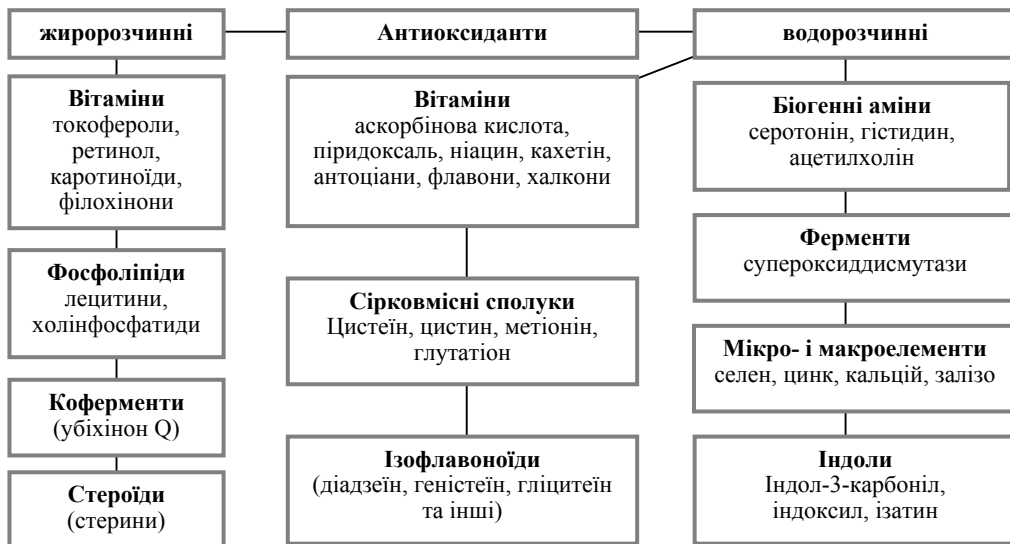 жиророзчинні
Антиоксиданти
водорозчинні
Вітаміни
токофероли,
ретинол,
каротиноїди,
філохінони
Фосфоліпіди
лецитини,
холінфосфатиди
Коферменти
(убіхінон Q)
Стероїди
(стерини)
Вітаміни
аскорбінова кислота,
піридоксаль, ніацин, кахетін,
антоціани, флавони, халкони
Сірковмісні сполуки
Цистеїн, цистин, метіонін,
глутатіон
Ізофлавоноїди
(діадзеїн, геністеїн, гліцитеїн
та інші)
Біогенні аміни
серотонін, гістидин,
ацетилхолін
Ферменти
супероксиддисмутази
Мікро- і макроелементи
селен, цинк, кальцій, залізо
Індоли
Індол-3-карбоніл,
індоксил, ізатин